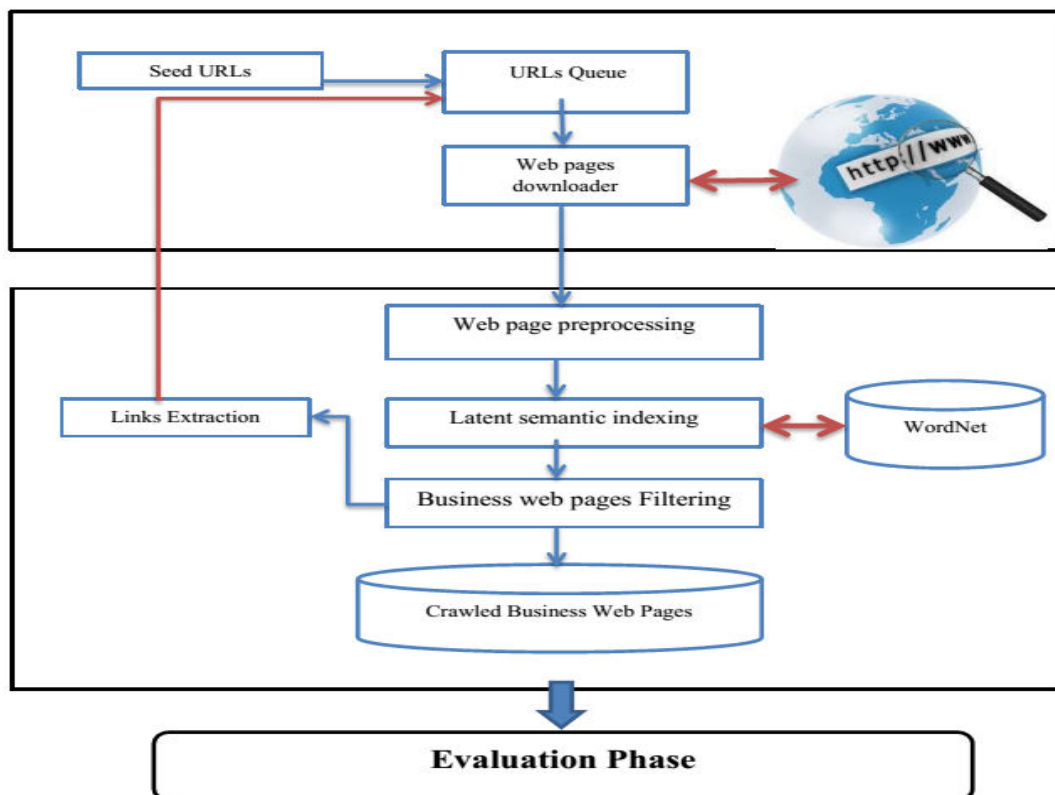 Seed URLs
URLs Queue
Web pages
downloader
http://www
Web page preprocessing
Links Extraction
Latent semantic indexing
WordNet
Business web pages Filtering
Crawled Business Web Pages
Evaluation Phase